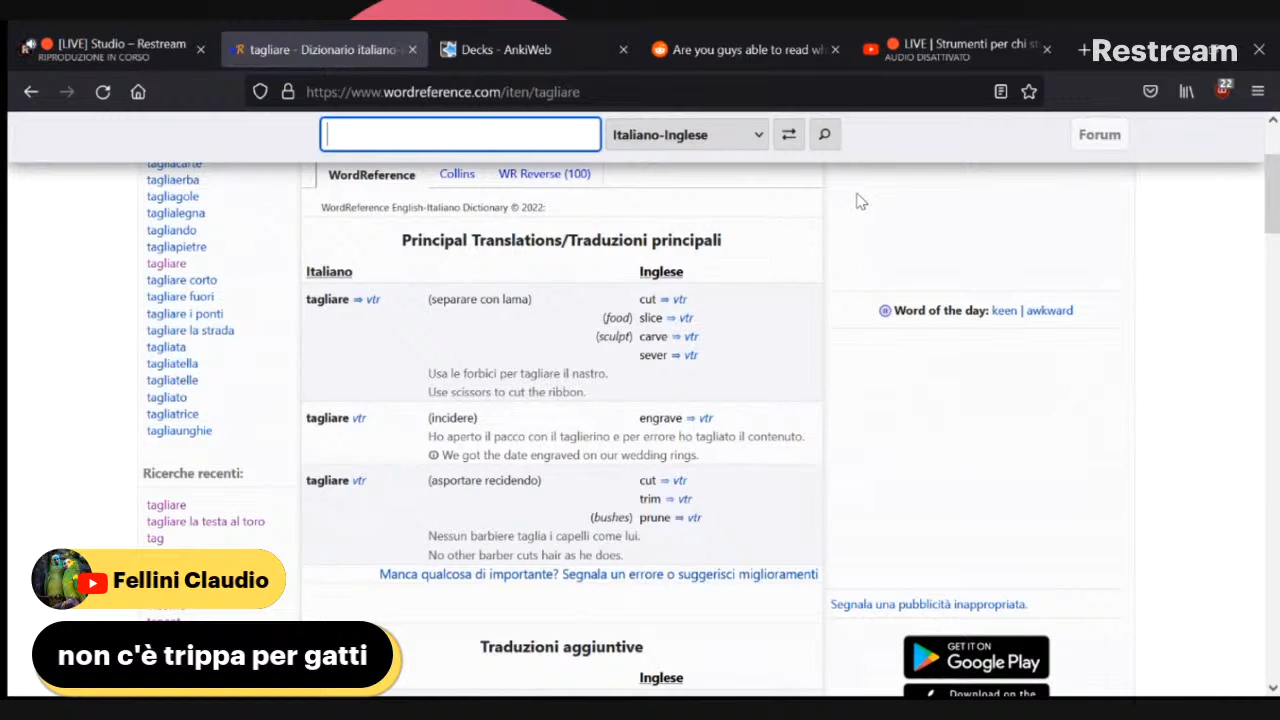 [LIVE] Studio – Restream
RIPRODUZIONE IN CORSO
tagliare - Dizionario italiano-
Decks - AnkiWeb
Are you guys able to read wh
LIVE | Strumenti per chi st
AUDIO DISATTIVATO
Restream
https://www.wordreference.com/iten/tagliare
22
Italiano-Inglese
Forum
tagliacarte
tagliaerba
tagliagole
taglialegna
tagliando
tagliapietre
tagliare
tagliare corto
tagliare fuori
tagliare i ponti
tagliare la strada
tagliata
tagliatella
tagliatelle
tagliato
tagliatrice
tagliaunghie
Ricerche recenti:
tagliare
tagliare la testa al toro
tag
WordReference
Collins
WR Reverse (100)
WordReference English-Italiano Dictionary © 2022:
Principal Translations/Traduzioni principali
Italiano
Inglese
tagliare ⇒ vtr
(separare con lama)
cut ⇒ vtr
(food) slice ⇒ vtr
(sculpt) carve ⇒ vtr
sever ⇒ vtr
Usa le forbici per tagliare il nastro.
Use scissors to cut the ribbon.
tagliare vtr
(incidere)
engrave ⇒ vtr
Ho aperto il pacco con il taglierino e per errore ho tagliato il contenuto.
We got the date engraved on our wedding rings.
tagliare vtr
(asportare recidendo)
cut ⇒ vtr
trim ⇒ vtr
(bushes) prune ⇒ vtr
Nessun barbiere taglia i capelli come lui.
No other barber cuts hair as he does.
Manca qualcosa di importante? Segnala un errore o suggerisci miglioramenti
Traduzioni aggiuntive
Inglese
Word of the day: keen | awkward
Segnala una pubblicità inappropriata.
GET IT ON
Google Play
Download on the
Fellini Claudio
non c'è trippa per gatti